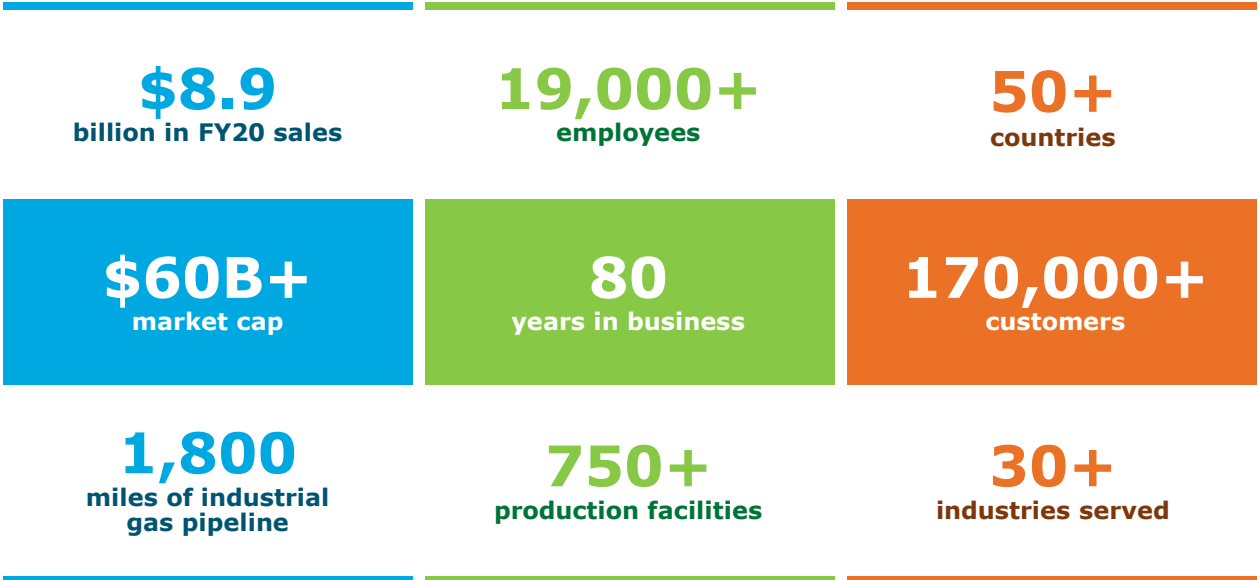 $8.9
billion in FY20 sales
19,000+
employees
50+
countries
$60B+
market cap
80
years in business
170,000+
customers
1,800
miles of industrial
gas pipeline
750+
production facilities
30+
industries served